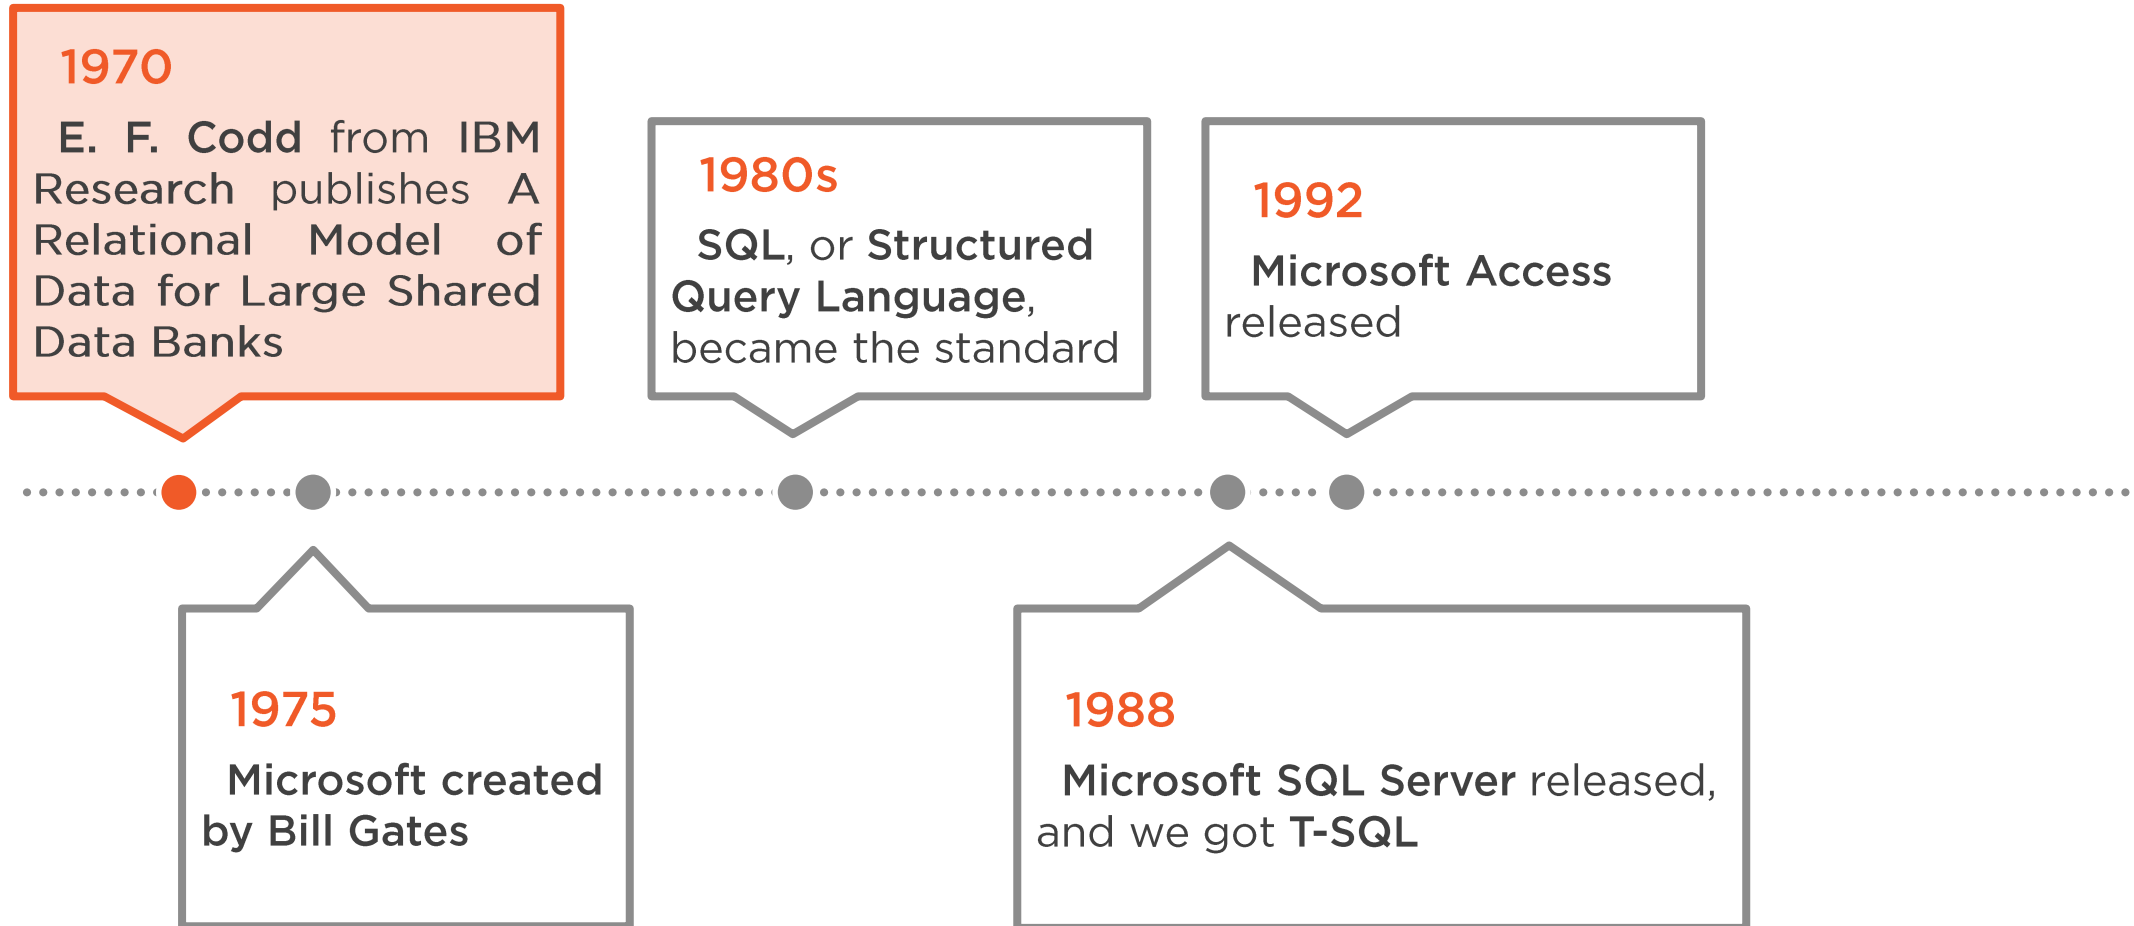 1970
E. F. Codd from IBM
Research publishes A
Relational Model of
Data for Large Shared
Data Banks
1975
Microsoft created
by Bill Gates
1980s
SQL, or Structured
Query Language,
became the standard
1988
Microsoft SQL Server released,
and we got T-SQL
1992
Microsoft Access
released